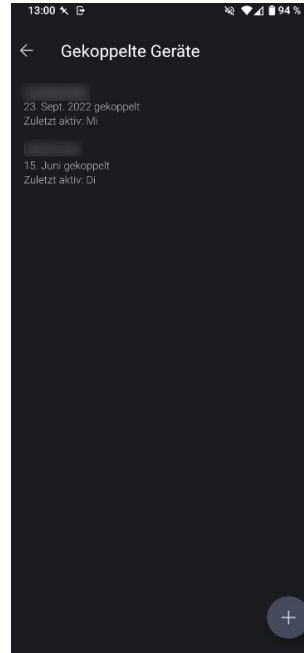 13:00 94 %
Gekoppelte Geräte
23. Sept. 2022 gekoppelt
Zuletzt aktiv: Mi
15. Juni gekoppelt
Zuletzt aktiv: Di